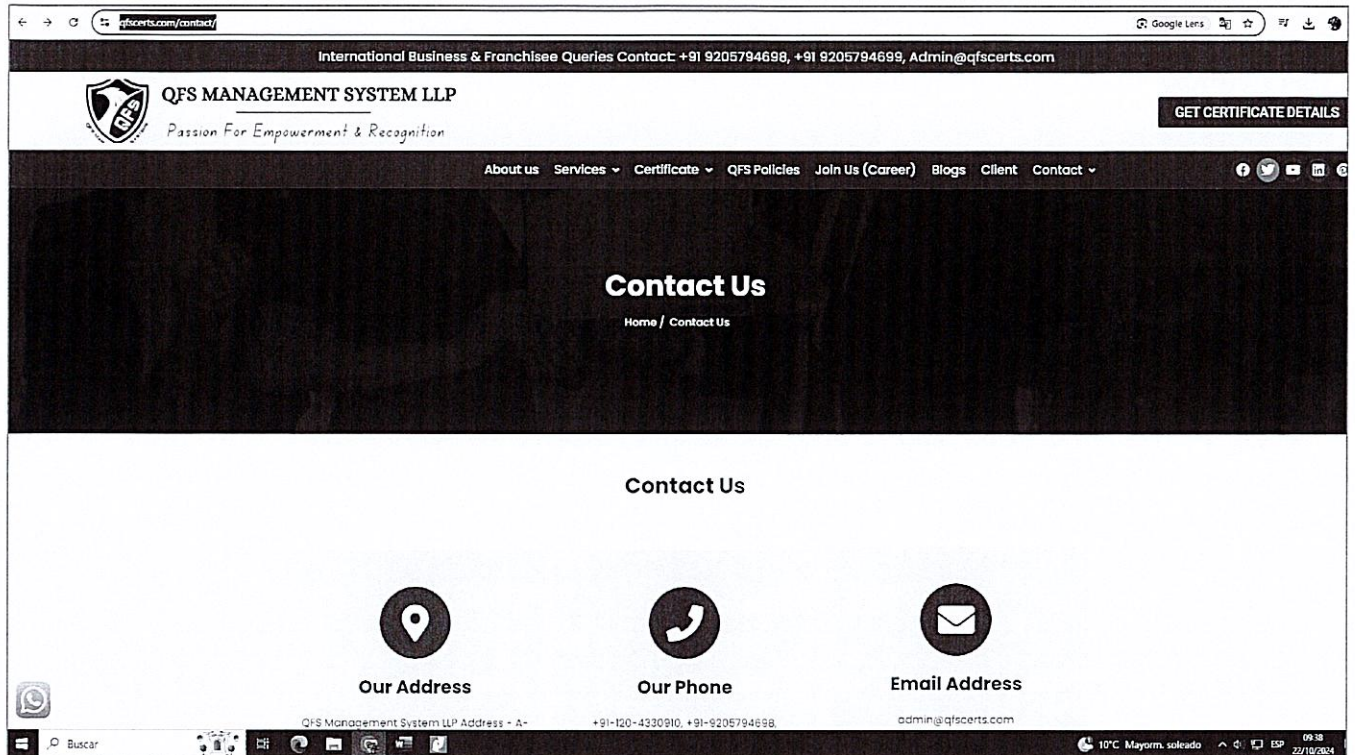 qfscerts.com/contact/
Google Lens
International Business & Franchisee Queries Contact: +91 9205794698, +91 9205794699, Admin@qfscerts.com
QFS
QFS MANAGEMENT SYSTEM LLP
Passion For Empowerment & Recognition
GET CERTIFICATE DETAILS
About us Services Certificate QFS Policies Join Us (Career) Blogs Client Contact
Contact Us
Home / Contact Us
Contact Us
Our Address
Our Phone
Email Address
QFS Management System LLP Address - A-
+91-120-4330910, +91-9205794698,
admin@qfscerts.com
Buscar
10°C Mayorm. soleado
ESP
09:38
22/10/2024